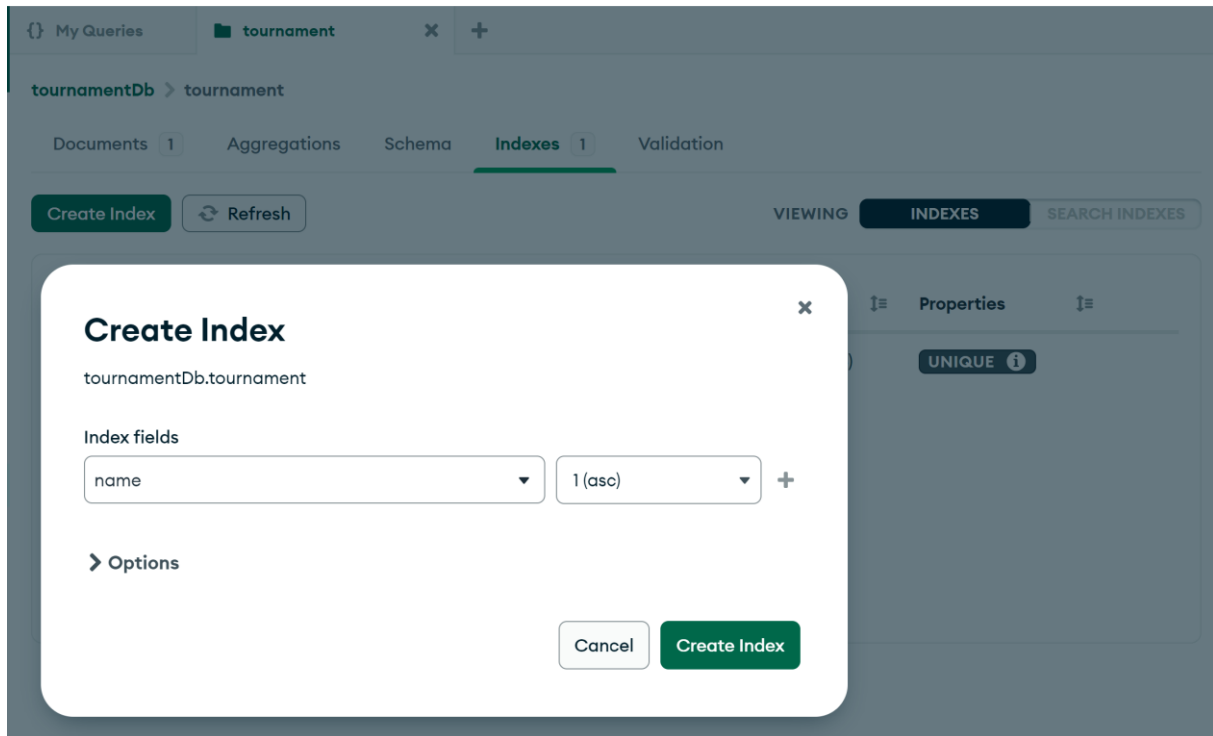 {} My Queries tournament
tournamentDb > tournament
Documents 1 Aggregations Schema Indexes 1 Validation
Create Index Refresh VIEWING INDEXES SEARCH INDEXES
Properties
)
UNIQUE
Create Index
tournamentDb.tournament
Index fields
name 1 (asc)
Options
Cancel Create Index